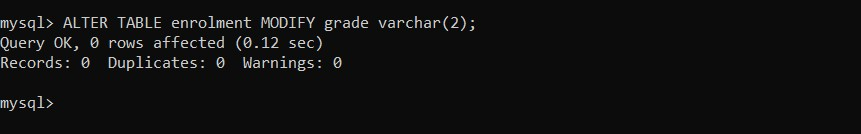 mysql> ALTER TABLE enrolment MODIFY grade varchar(2);
Query OK, 0 rows affected (0.12 sec)
Records: 0  Duplicates: 0  Warnings: 0
mysql>